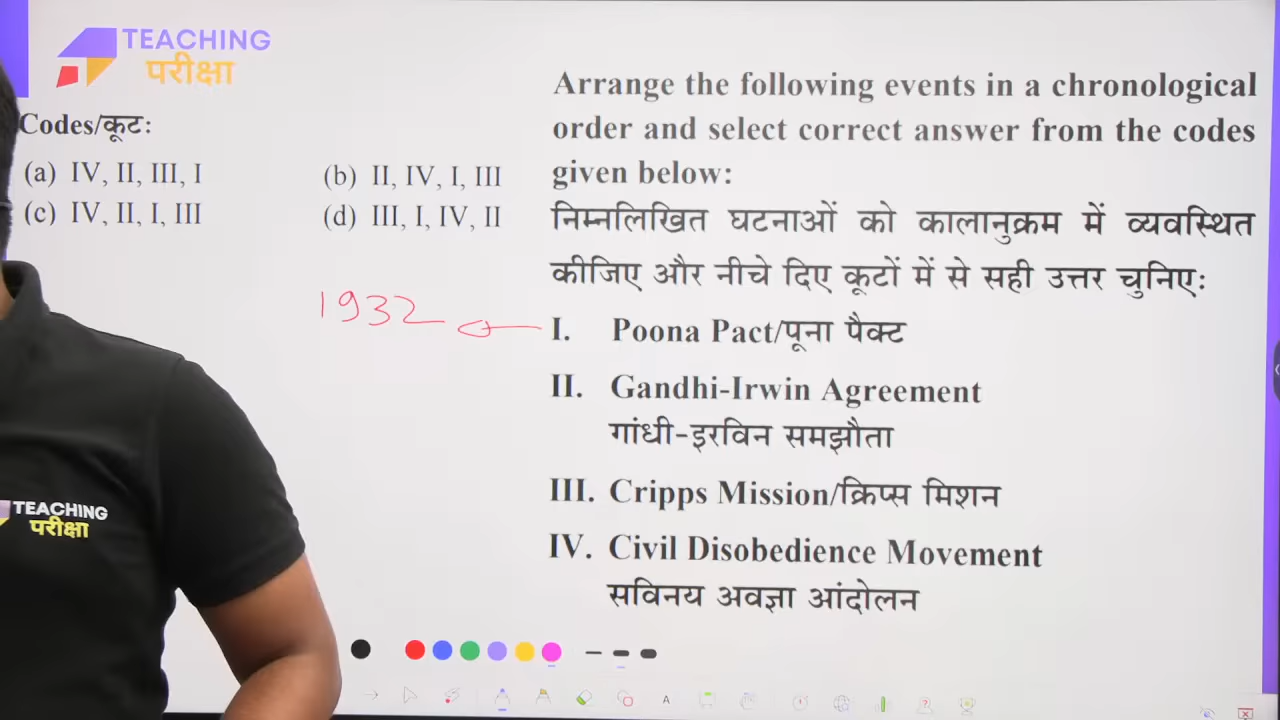 TEACHING
परीक्षा
Codes/कूटः
(a) IV, II, III, I
(b) II, IV, I, III
(c) IV, II, I, III
(d) III, I, IV, II
Arrange the following events in a chronological
order and select correct answer from the codes
given below:
निम्नलिखित घटनाओं को कालानुक्रम में व्यवस्थित
कीजिए और नीचे दिए कूटों में से सही उत्तर चुनिएः
1932
I. Poona Pact/पूना पैक्ट
II. Gandhi-Irwin Agreement
गांधी-इरविन समझौता
III. Cripps Mission/क्रिप्स मिशन
IV. Civil Disobedience Movement
सविनय अवज्ञा आंदोलन
TEACHING
परीक्षा